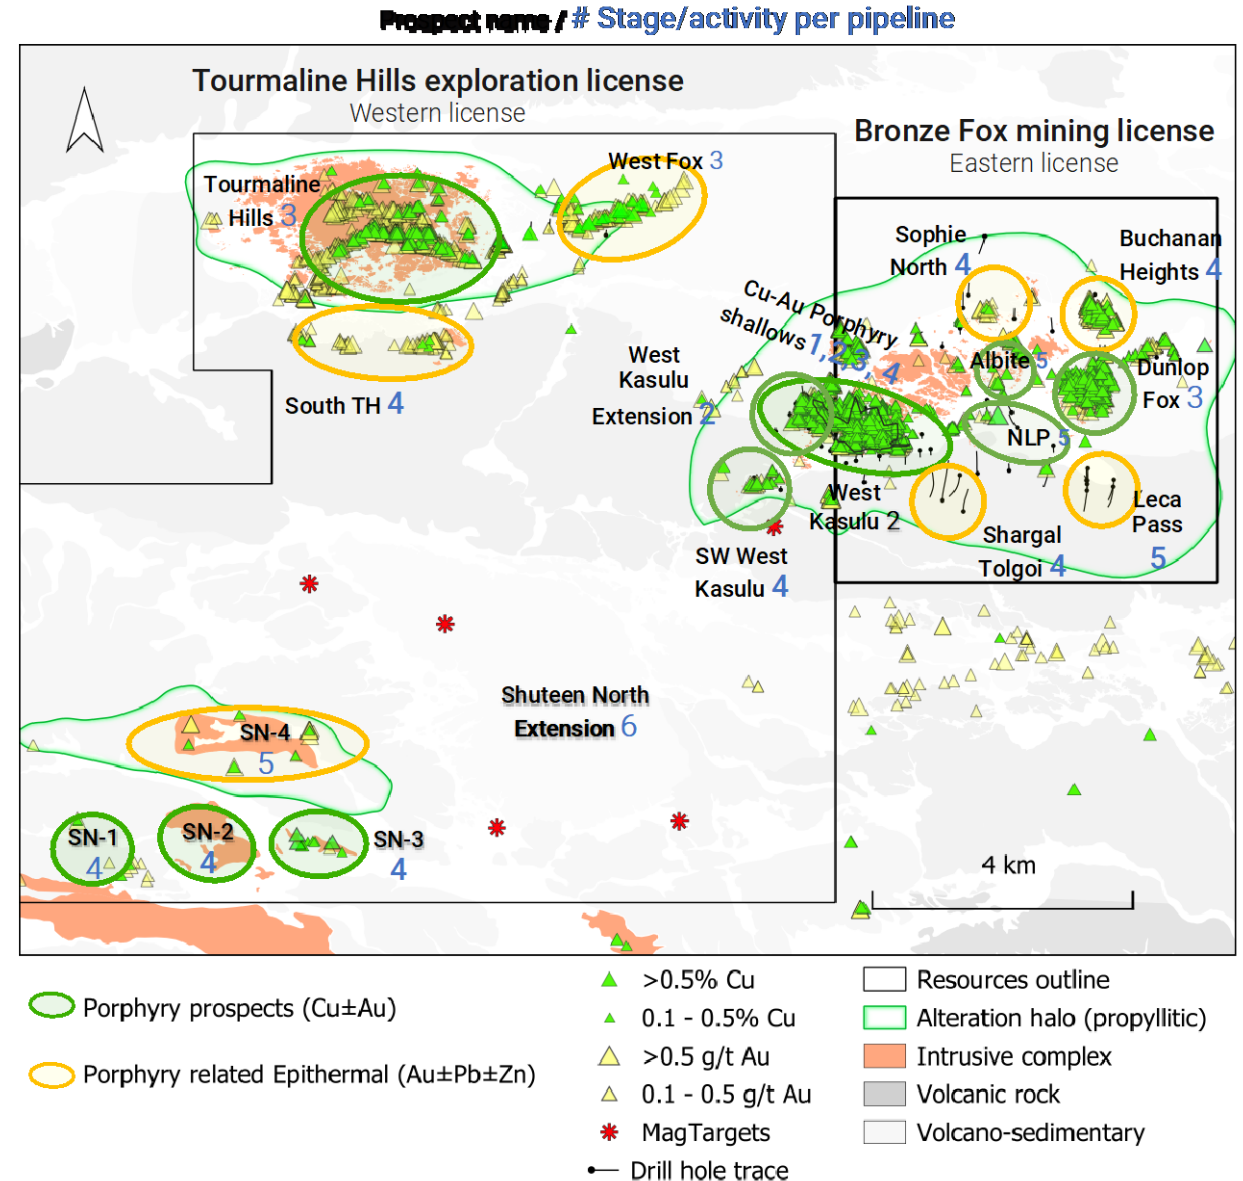 Prospect name / # Stage/activity per pipeline
Tourmaline Hills exploration license
Western license
Bronze Fox mining license
Eastern license
West Fox 3
Tourmaline
Hills 3
Sophie
North 4
Buchanan
Heights 4
Cu-Au Porphyry
shallows 1,2,3, 4
West
Kasulu
Extension 2
Albite 5
Dunlop
Fox 3
South TH 4
NLP 5
West
Kasulu 2
Leca
Pass
5
Shargal
Tolgoi 4
SW West
Kasulu 4
Shuteen North
Extension 6
SN-4
5
SN-1
4
SN-2
4
SN-3
4
4 km
Porphyry prospects (Cu±Au)
Porphyry related Epithermal (Au±Pb±Zn)
>0.5% Cu
0.1 - 0.5% Cu
>0.5 g/t Au
0.1 - 0.5 g/t Au
MagTargets
Drill hole trace
Resources outline
Alteration halo (propyllitic)
Intrusive complex
Volcanic rock
Volcano-sedimentary